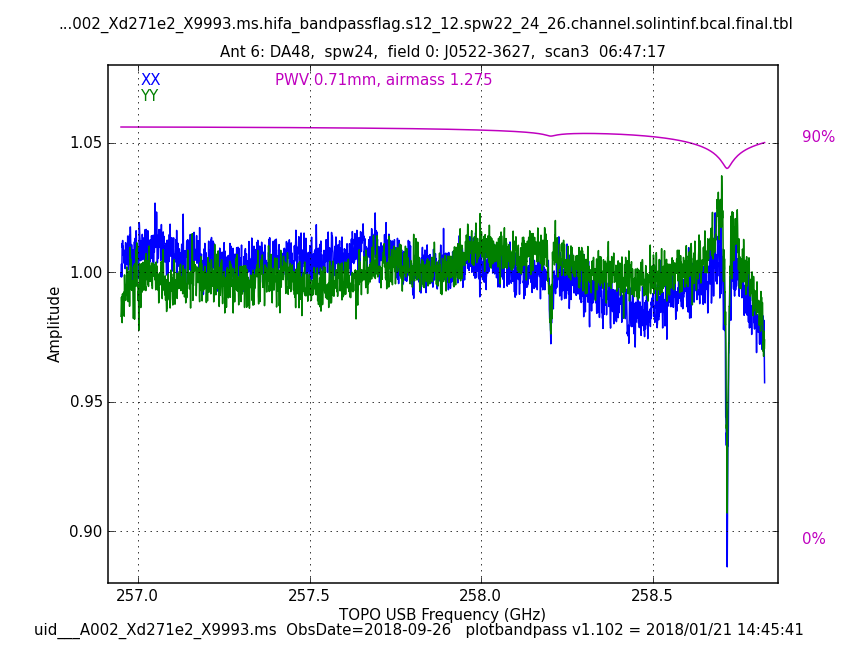 ...002_Xd271e2_X9993.ms.hifa_bandpassflag.s12_12.spw22_24_26.channel.solintinf.bcal.final.tbl
Ant 6: DA48,  spw24,  field 0: J0522-3627,  scan3  06:47:17
XX
YY
PWV 0.71mm, airmass 1.275
90%
0%
1.05
1.00
0.95
0.90
Amplitude
257.0
257.5
258.0
258.5
TOPO USB Frequency (GHz)
uid___A002_Xd271e2_X9993.ms  ObsDate=2018-09-26   plotbandpass v1.102 = 2018/01/21 14:45:41